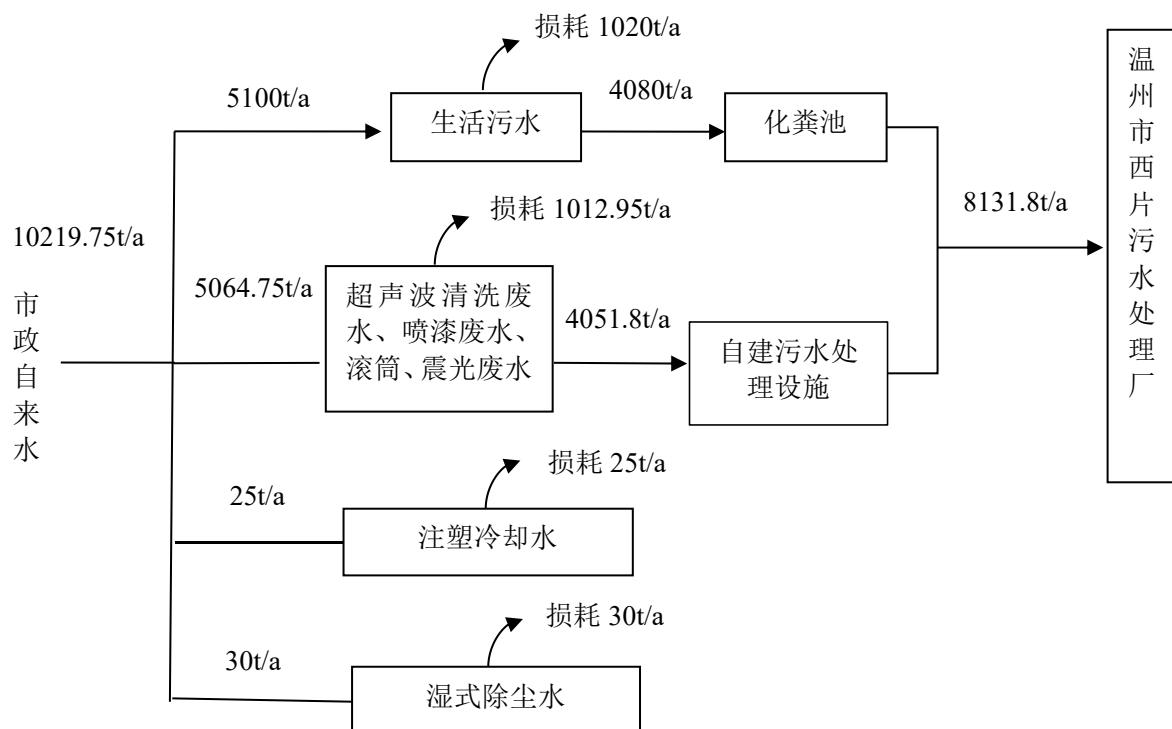 损耗 1020t/a
5100t/a
生活污水
4080t/a
化粪池
温州市西片污水处理厂
损耗 1012.95t/a
8131.8t/a
10219.75t/a
市政自来水
5064.75t/a
超声波清洗废
水、喷漆废水、
滚筒、震光废水
4051.8t/a
自建污水处
理设施
损耗 25t/a
25t/a
注塑冷却水
损耗 30t/a
30t/a
湿式除尘水